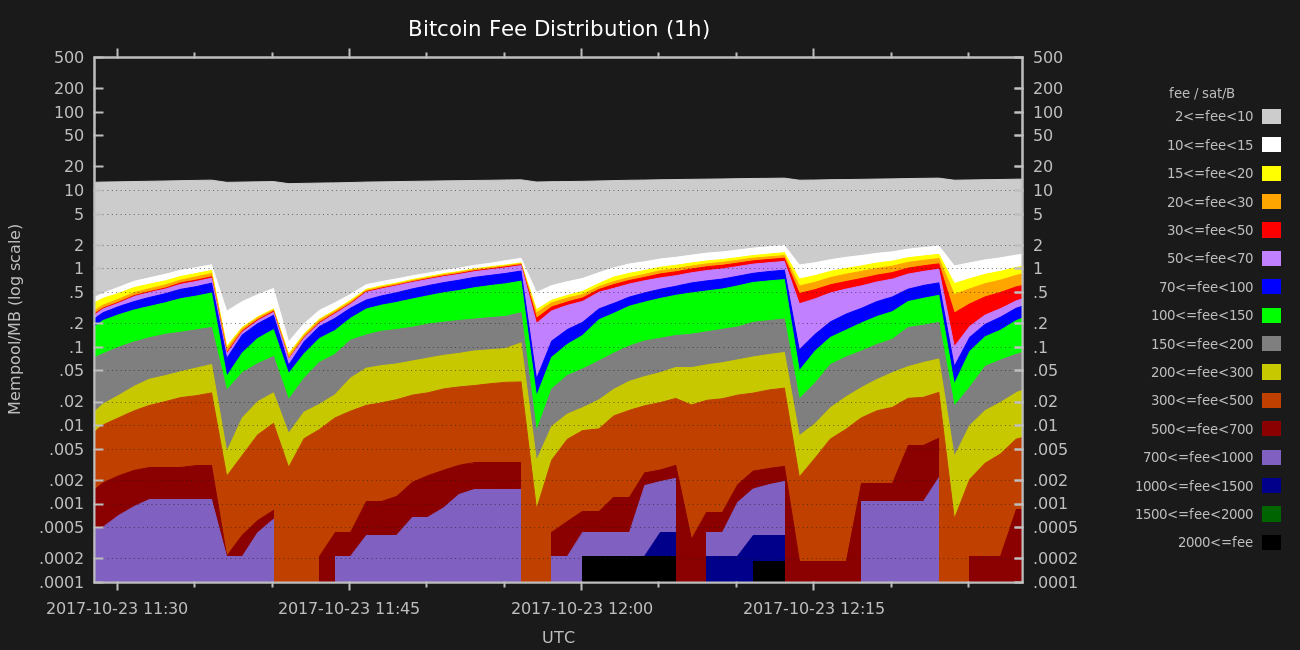 Bitcoin Fee Distribution (1h)
500 500
200 200
100 100
50 50
20 20
10 10
5 5
2 2
1 1
.5 .5
.2 .2
.1 .1
.05 .05
.02 .02
.01 .01
.005 .005
.002 .002
.001 .001
.0005 .0005
.0002 .0002
.0001 .0001
Mempool/MB (log scale)
2017-10-23 11:30 2017-10-23 11:45 2017-10-23 12:00 2017-10-23 12:15
UTC
fee / sat/B
2<=fee<10
10<=fee<15
15<=fee<20
20<=fee<30
30<=fee<50
50<=fee<70
70<=fee<100
100<=fee<150
150<=fee<200
200<=fee<300
300<=fee<500
500<=fee<700
700<=fee<1000
1000<=fee<1500
1500<=fee<2000
2000<=fee